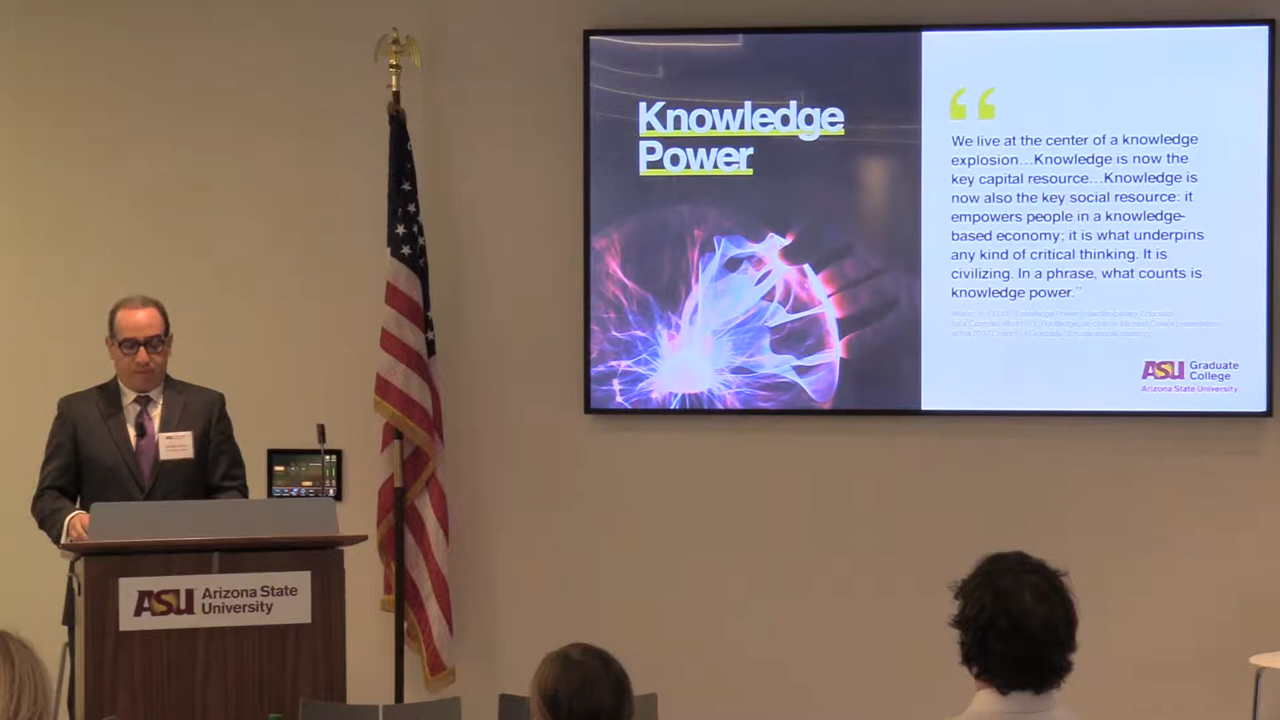 Knowledge
Power
We live at the center of a knowledge
explosion…Knowledge is now the
key capital resource…Knowledge is
now also the key social resource: it
empowers people in a knowledge-
based economy; it is what underpins
any kind of critical thinking. It is
civilizing. In a phrase, what counts is
knowledge power.”
ASU Graduate
College
Arizona State University
ASU Arizona State
University